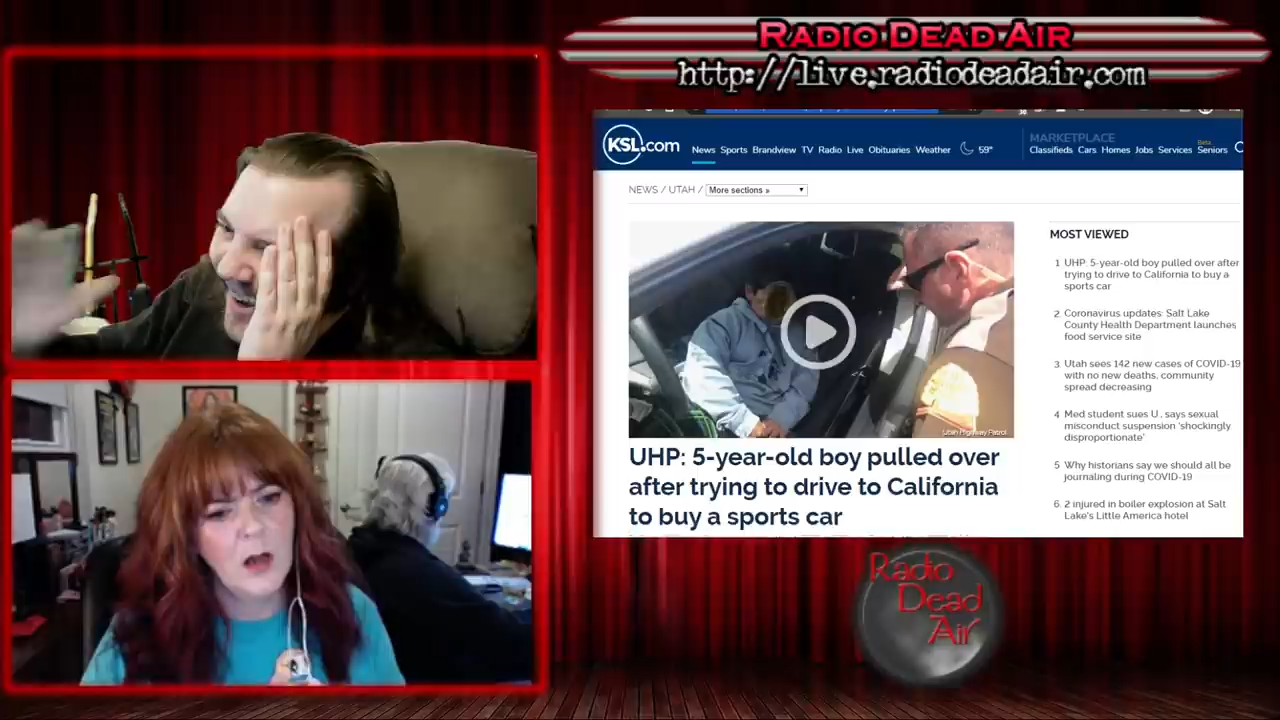 RADIO DEAD AIR
http://live.radiodeadair.com
KSL.com
News Sports Brandview TV Radio Live Obituaries Weather 59°
MARKETPLACE
Classifieds Cars Homes Jobs Services Seniors
Beta
NEWS / UTAH / More sections »
Utah Highway Patrol
UHP: 5-year-old boy pulled over
after trying to drive to California
to buy a sports car
MOST VIEWED
1 UHP: 5-year-old boy pulled over after
trying to drive to California to buy a
sports car
2. Coronavirus updates: Salt Lake
County Health Department launches
food service site
3. Utah sees 142 new cases of COVID-19
with no new deaths, community
spread decreasing
4 Med student sues U., says sexual
misconduct suspension 'shockingly
disproportionate'
5 Why historians say we should all be
journaling during COVID-19
6. 2 injured in boiler explosion at Salt
Lake's Little America hotel
Radio
Dead
Air